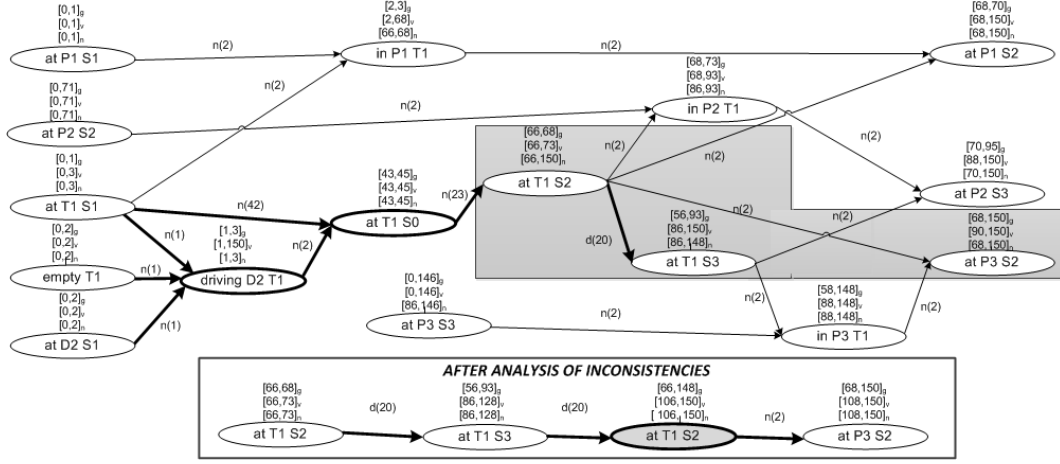 [0,1]g
[0,1]v
[0,1]n
at P1 S1
n(2)
[2,3]g
[2,68]v
[66,68]n
in P1 T1
n(2)
[68,70]g
[68,150]v
[68,150]n
at P1 S2
[0,71]g
[0,71]v
[0,71]n
at P2 S2
n(2)
n(2)
[68,73]g
[68,93]v
[86,93]n
in P2 T1
n(2)
[0,1]g
[0,3]v
[0,3]n
at T1 S1
n(42)
[43,45]g
[43,45]v
[43,45]n
at T1 S0
n(23)
[66,68]g
[66,73]v
[66,150]n
at T1 S2
n(2)
n(2)
n(2)
[70,95]g
[88,150]v
[70,150]n
at P2 S3
[0,2]g
[0,2]v
[0,2]n
empty T1
n(1)
n(1)
[1,3]g
[1,150]v
[1,3]n
driving D2 T1
n(2)
d(20)
[56,93]g
[86,150]v
[86,148]n
at T1 S3
n(2)
[68,150]g
[90,150]v
[68,150]n
at P3 S2
[0,2]g
[0,2]v
[0,2]n
at D2 S1
n(1)
[0,146]g
[0,146]v
[86,146]n
at P3 S3
n(2)
n(2)
[58,148]g
[88,148]v
[88,148]n
in P3 T1
n(2)
AFTER ANALYSIS OF INCONSISTENCIES
[66,68]g
[66,73]v
[66,73]n
at T1 S2
d(20)
[56,93]g
[86,128]v
[86,128]n
at T1 S3
d(20)
[66,148]g
[106,150]v
[106, 150]n
at T1 S2
n(2)
[68,150]g
[108,150]v
[108,150]n
at P3 S2